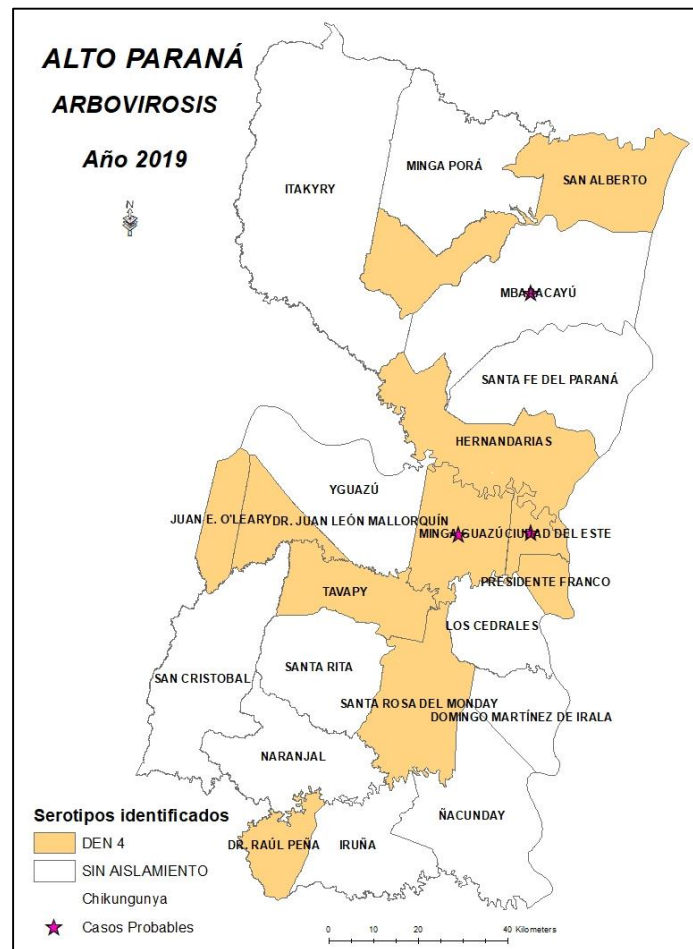 ALTO PARANÁ
ARBOVIROSIS
Año 2019
N
MINGA PORÁ
SAN ALBERTO
ITAKYRY
MBARACAYÚ
SANTA FE DEL PARANÁ
HERNANDARIAS
YGUAZÚ
JUAN E. O'LEARY
DR. JUAN LEÓN MALLORQUÍN
MINGA GUAZÚ
CIUDAD DEL ESTE
PRESIDENTE FRANCO
TAVAPY
LOS CEDRALES
SANTA RITA
SAN CRISTOBAL
SANTA ROSA DEL MONDAY
DOMINGO MARTÍNEZ DE IRALA
NARANJAL
ÑACUNDAY
DR. RAÚL PEÑA
IRUÑA
Serotipos identificados
DEN 4
SIN AISLAMIENTO
Chikungunya
Casos Probables
0 10 20 40 Kilometers